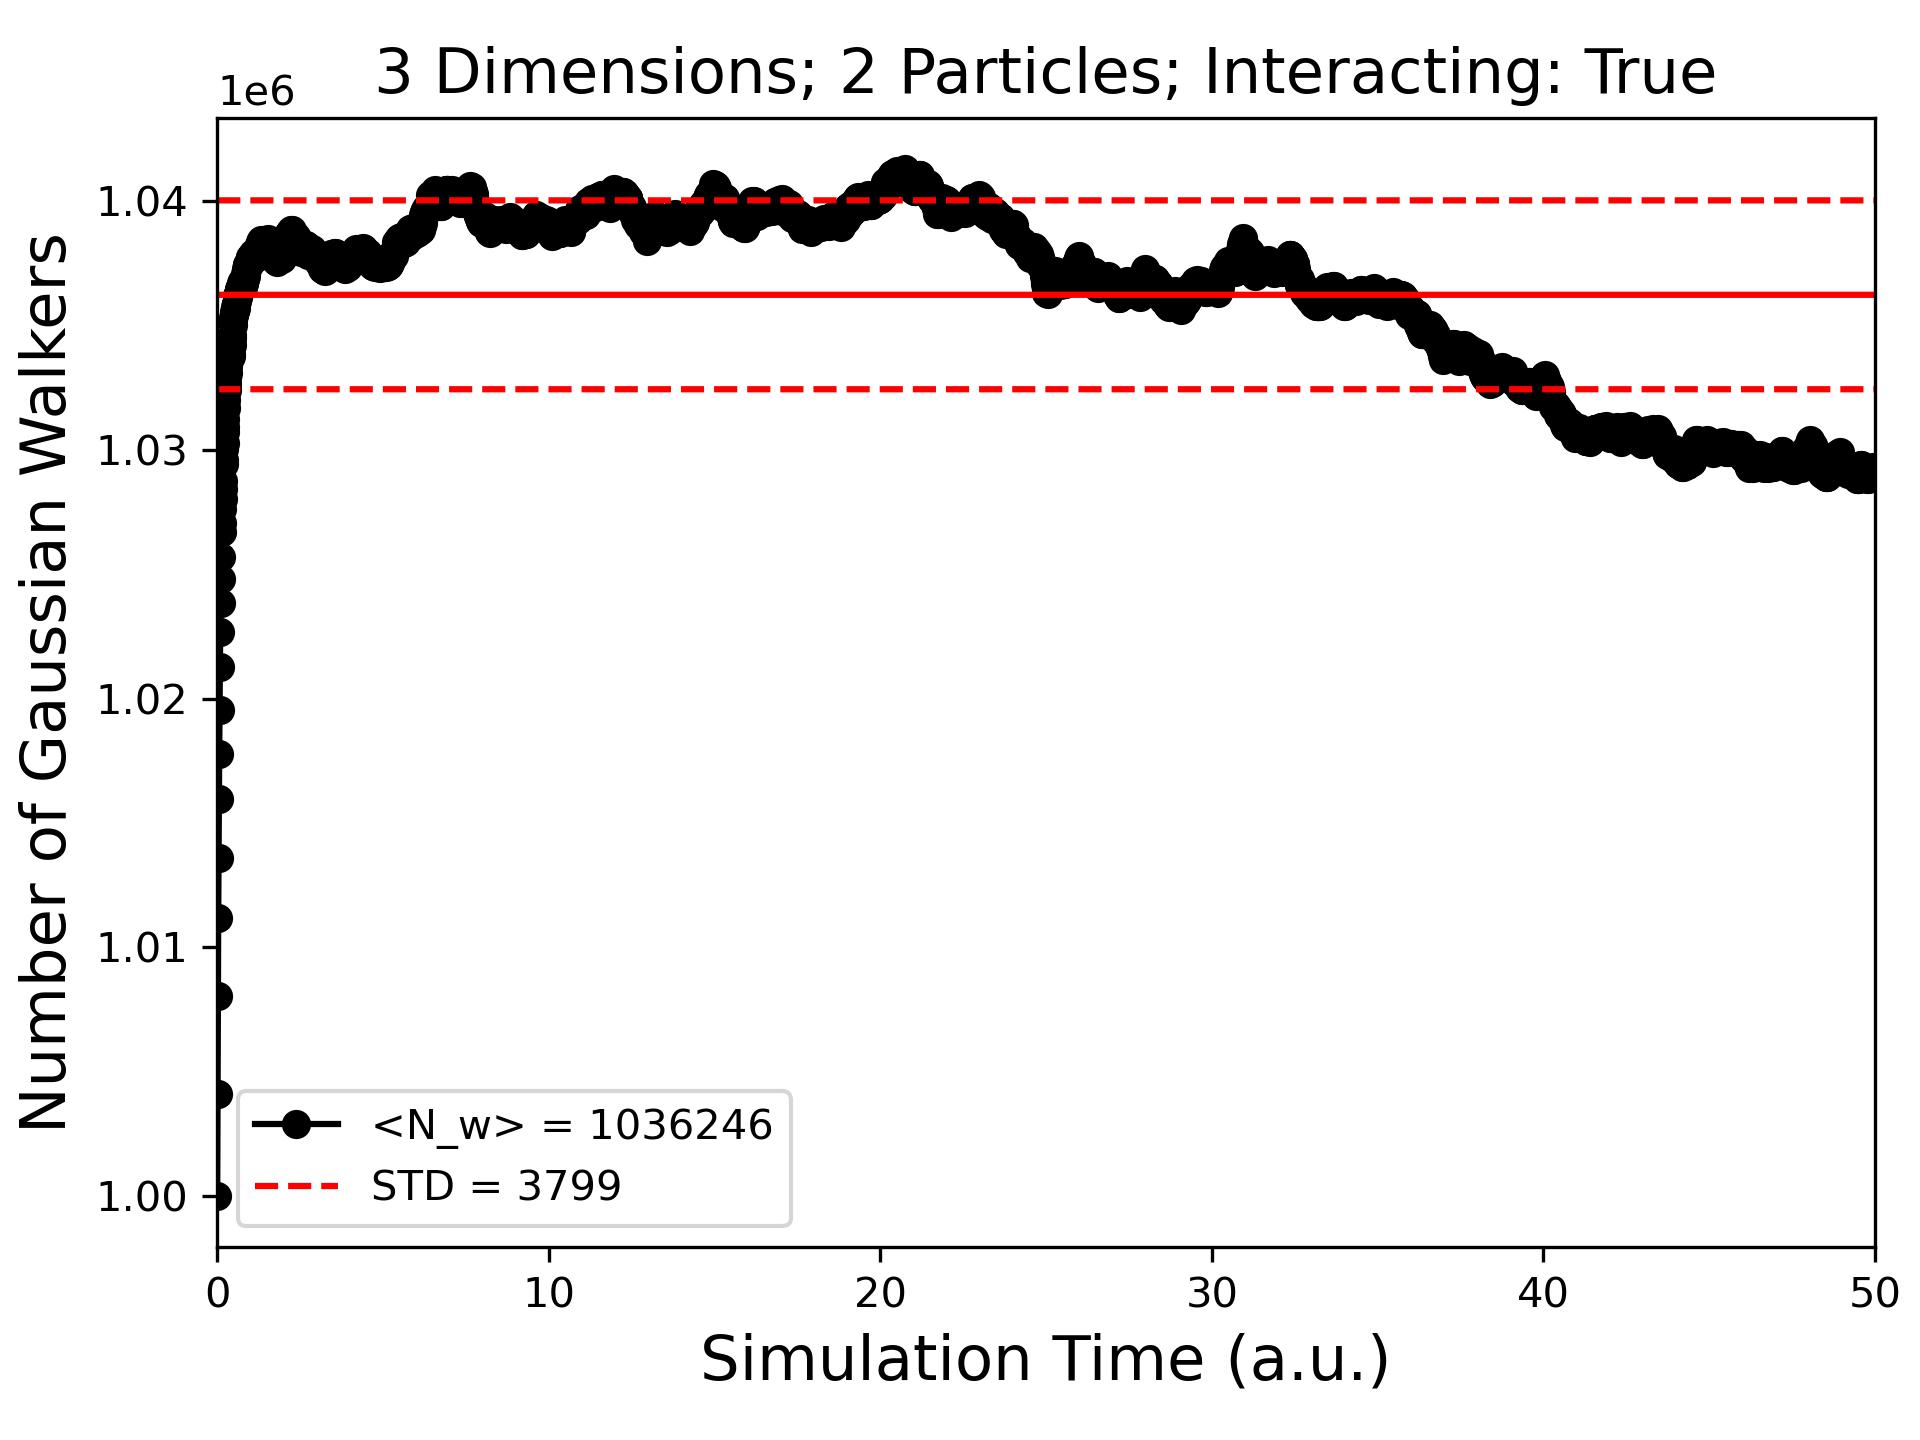 3 Dimensions; 2 Particles; Interacting: True
1e6
1.04
1.03
1.02
1.01
1.00
Number of Gaussian Walkers
<N_w> = 1036246
STD = 3799
0 10 20 30 40 50
Simulation Time (a.u.)